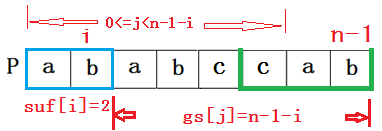 0<=j<n-1-i
i
n-1
P a b a b c c a b
suf[i]=2
gs[j]=n-1-i